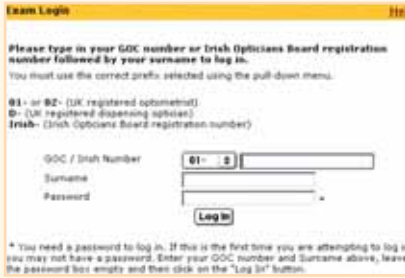 Exam Login
Please type in your GOC number or Irish Opticians Board registration
number followed by your surname to log in.
You must use the correct prefix selected using the pull-down menu.
01- or 02- (UK registered optometrist)
D- (UK registered dispensing optician)
Irish- (Irish Opticians Board registration number)
GOC / Irish Number
01-
Surname
Password
*
Log In
* You need a password to log in. If this is the first time you are attempting to log in
you may not have a password. Enter your GOC number and Surname above, leave
the password box empty and then click on the "Log In" button.